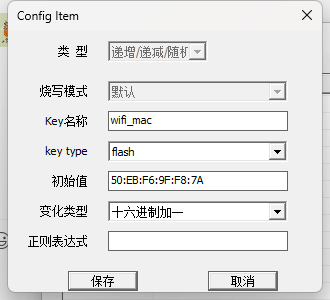 Config Item
类 型 递增/递减/随机
烧写模式 默认
Key名称 wifi_mac
key type flash
初始值 50:EB:F6:9F:F8:7A
变化类型 十六进制加一
正则表达式
保存 取消